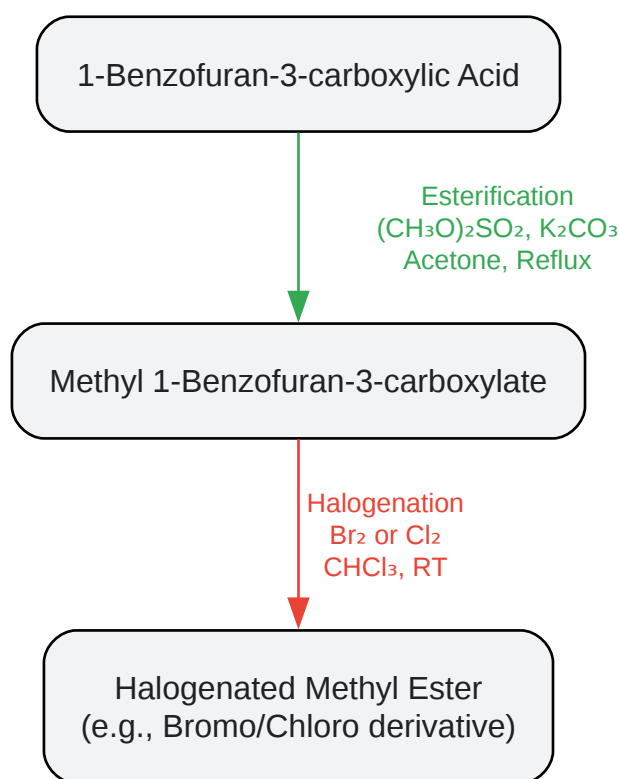 1-Benzofuran-3-carboxylic Acid
Esterification
(CH₃O)₂SO₂, K₂CO₃
Acetone, Reflux
Methyl 1-Benzofuran-3-carboxylate
Halogenation
Br₂ or Cl₂
CHCl₃, RT
Halogenated Methyl Ester
(e.g., Bromo/Chloro derivative)